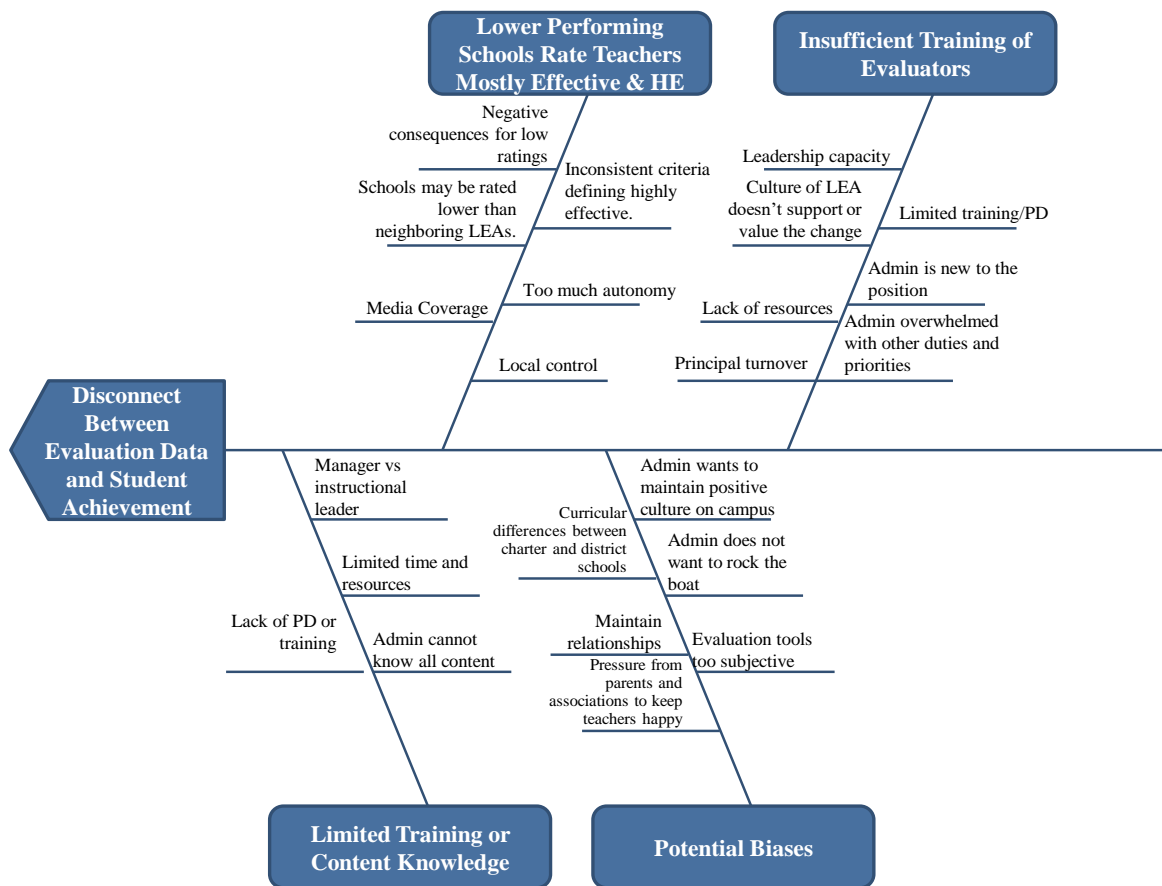 Lower Performing
Schools Rate Teachers
Mostly Effective & HE
Insufficient Training of
Evaluators
Negative
consequences for low
ratings
Inconsistent criteria
defining highly
effective.
Schools may be rated
lower than
neighboring LEAs.
Too much autonomy
Media Coverage
Local control
Leadership capacity
Culture of LEA
doesn’t support or
value the change
Limited training/PD
Admin is new to the
position
Lack of resources
Admin overwhelmed
with other duties and
priorities
Principal turnover
Disconnect
Between
Evaluation Data
and Student
Achievement
Manager vs
instructional
leader
Limited time and
resources
Lack of PD or
training
Admin cannot
know all content
Admin wants to
maintain positive
culture on campus
Curricular
differences between
charter and district
schools
Admin does not
want to rock the
boat
Maintain
relationships
Evaluation tools
too subjective
Pressure from
parents and
associations to keep
teachers happy
Limited Training or
Content Knowledge
Potential Biases